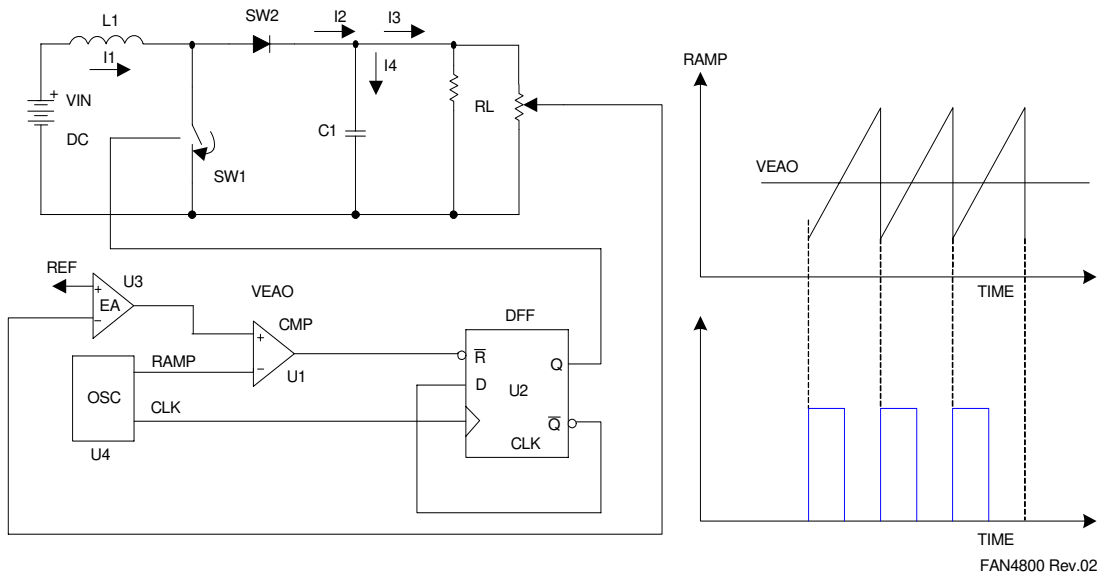 L1
SW2
I2
I3
I1
I4
+
VIN
DC
SW1
C1
RL
REF
U3
+
EA
−
VEAO
CMP
+
−
U1
OSC
RAMP
CLK
U4
DFF
R
D
U2
Q
Q
CLK
RAMP
VEAO
TIME
TIME
FAN4800 Rev.02